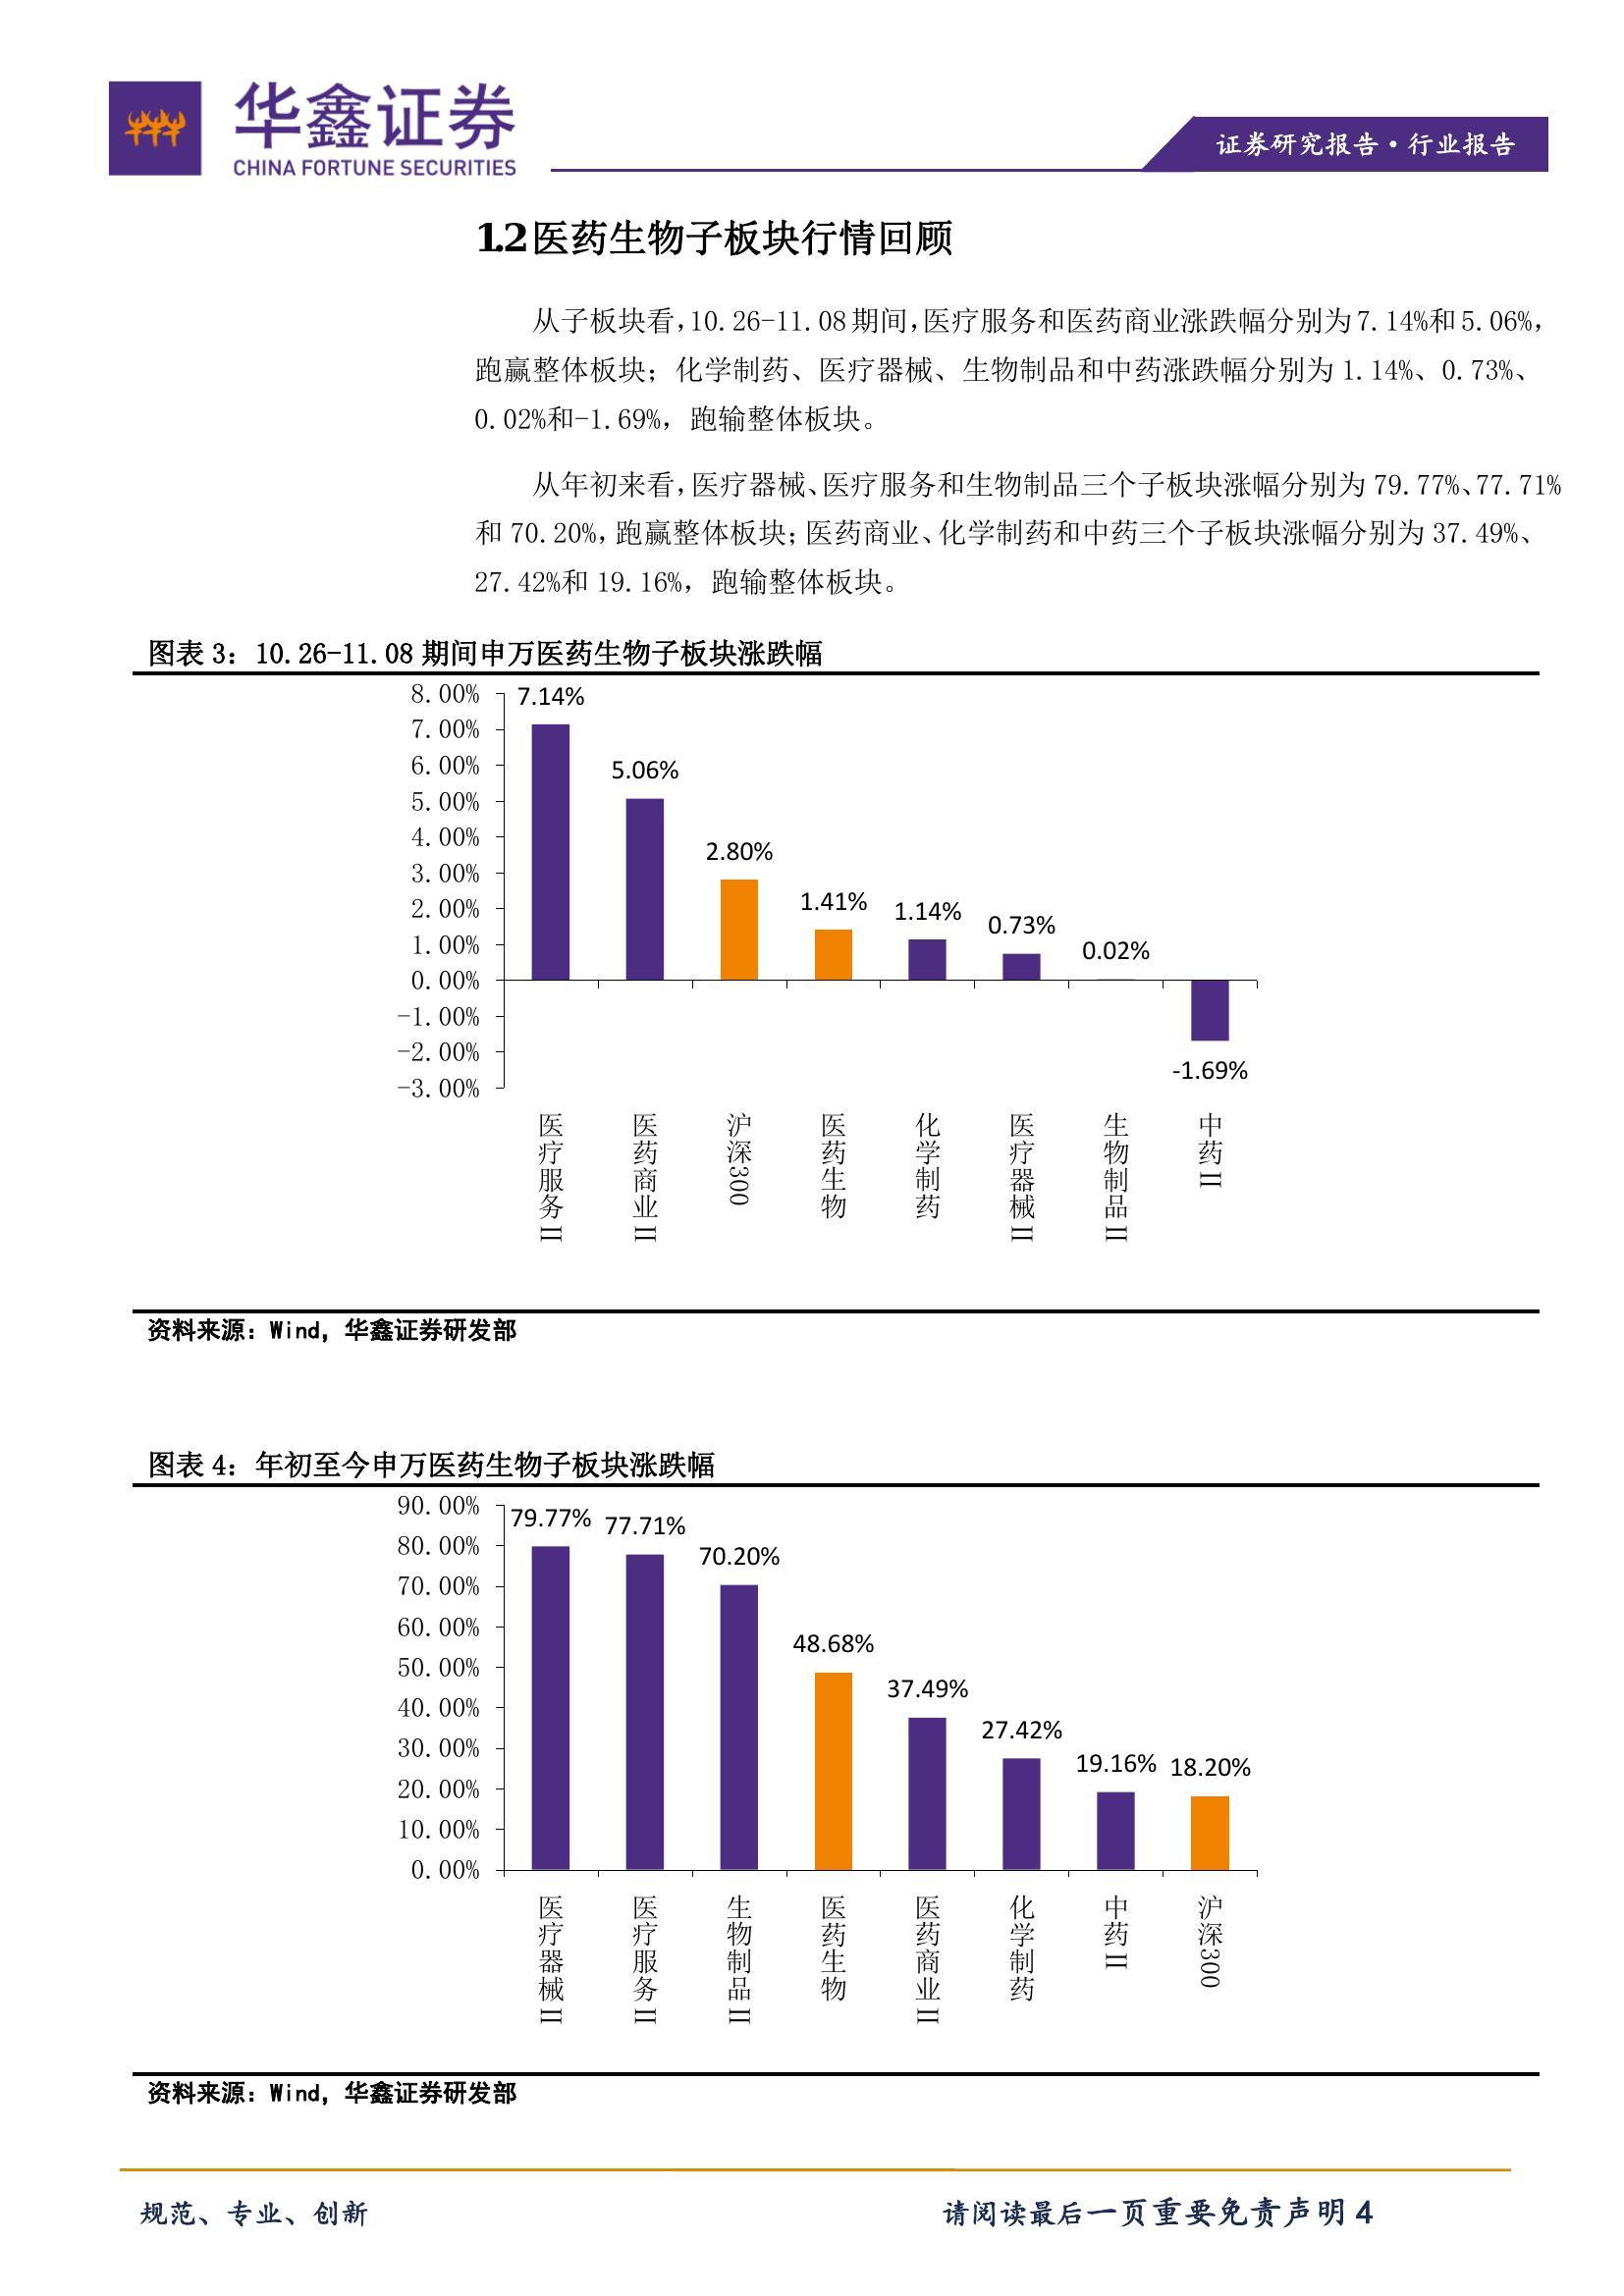 华鑫证券
CHINA FORTUNE SECURITIES
证券研究报告·行业报告
1.2 医药生物子板块行情回顾
从子板块看，10.26-11.08 期间，医疗服务和医药商业涨跌幅分别为 7.14%和 5.06%，
跑赢整体板块；化学制药、医疗器械、生物制品和中药涨跌幅分别为 1.14%、0.73%、
0.02%和-1.69%，跑输整体板块。
从年初来看，医疗器械、医疗服务和生物制品三个子板块涨幅分别为 79.77%、77.71%
和 70.20%，跑赢整体板块；医药商业、化学制药和中药三个子板块涨幅分别为 37.49%、
27.42%和 19.16%，跑输整体板块。
图表 3：10.26-11.08 期间申万医药生物子板块涨跌幅
8.00%
7.00%
6.00%
5.00%
4.00%
3.00%
2.00%
1.00%
0.00%
-1.00%
-2.00%
-3.00%
7.14%
5.06%
2.80%
1.41%
1.14%
0.73%
0.02%
-1.69%
医疗服务II
医药商业II
沪深300
医药生物
化学制药
医疗器械II
生物制品II
中药II
资料来源：Wind，华鑫证券研发部
图表 4：年初至今申万医药生物子板块涨跌幅
90.00%
80.00%
70.00%
60.00%
50.00%
40.00%
30.00%
20.00%
10.00%
0.00%
79.77%
77.71%
70.20%
48.68%
37.49%
27.42%
19.16%
18.20%
医疗器械II
医疗服务II
生物制品II
医药生物
医药商业II
化学制药
中药II
沪深300
资料来源：Wind，华鑫证券研发部
规范、专业、创新
请阅读最后一页重要免责声明 4